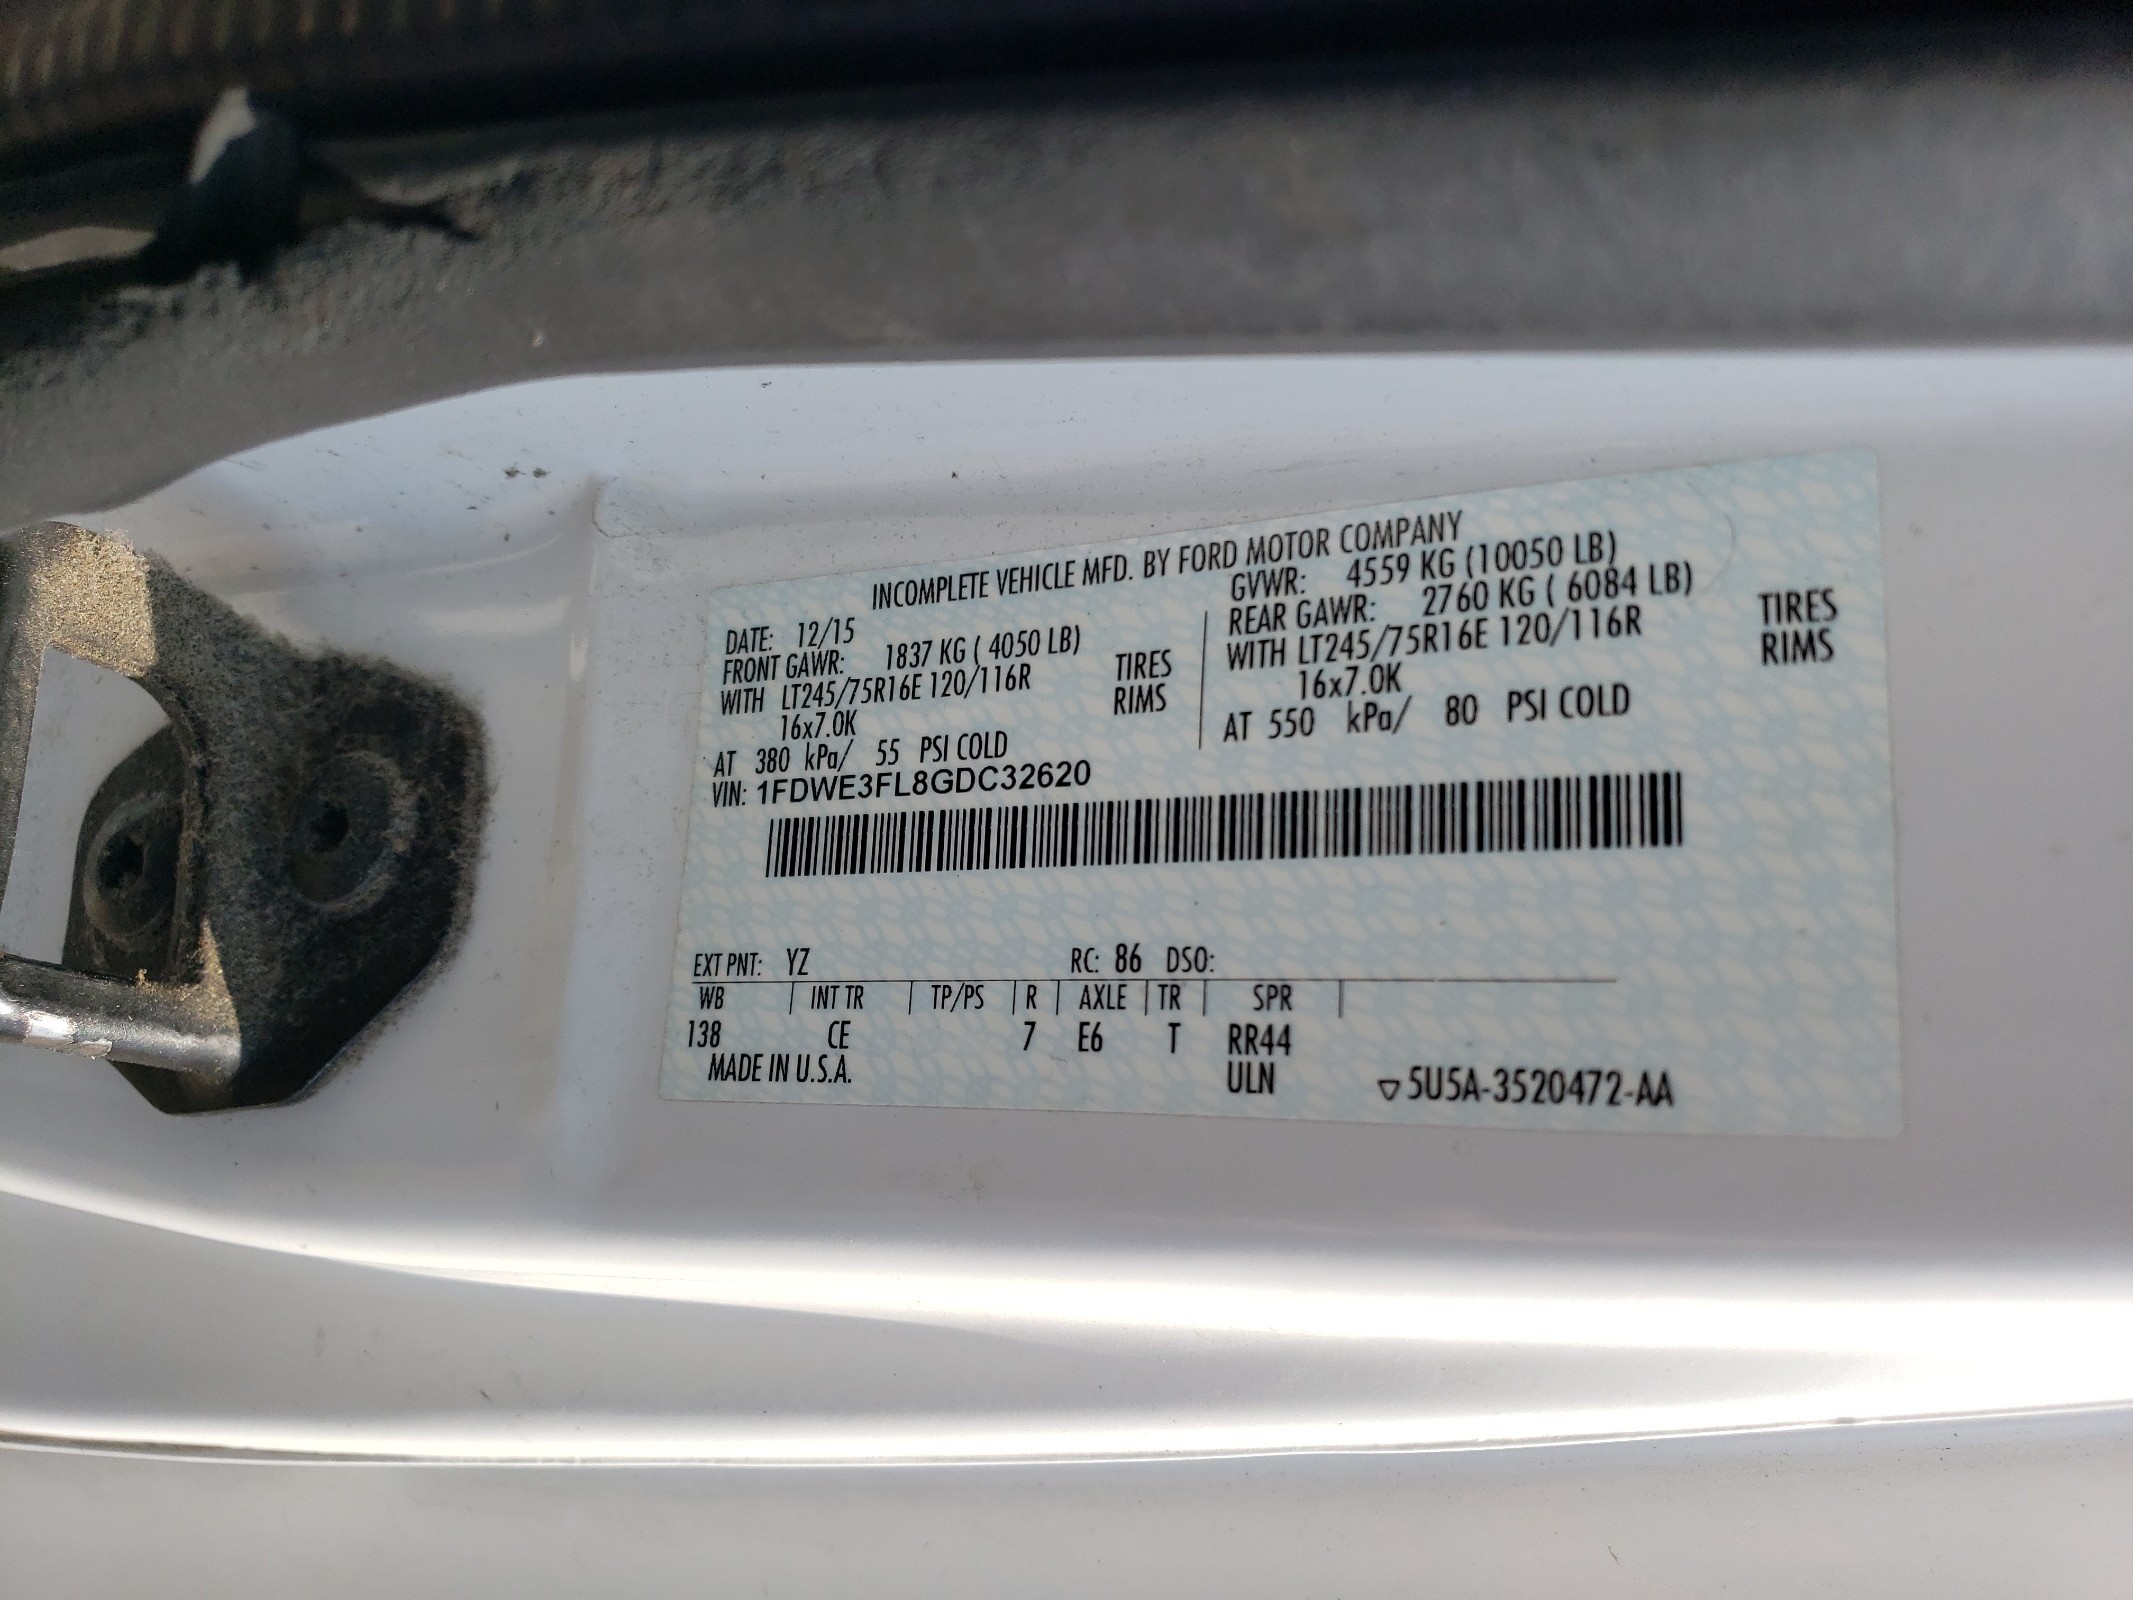 INCOMPLETE VEHICLE MFD. BY FORD MOTOR COMPANY
DATE: 12/15 GVWR: 4559 KG (10050 LB)
FRONT GAWR: 1837 KG ( 4050 LB) REAR GAWR: 2760 KG ( 6084 LB)
WITH LT245/75R16E 120/116R TIRES WITH LT245/75R16E 120/116R TIRES
16x7.0K RIMS 16x7.0K RIMS
AT 380 kPa/ 55 PSI COLD AT 550 kPa/ 80 PSI COLD
VIN: 1FDWE3FL8GDC32620
EXT PNT: YZ RC: 86 DSO:
WB | INT TR | TP/PS | R | AXLE | TR | SPR |
138 CE 7 E6 T RR44
MADE IN U.S.A. ULN ▽5U5A-3520472-AA